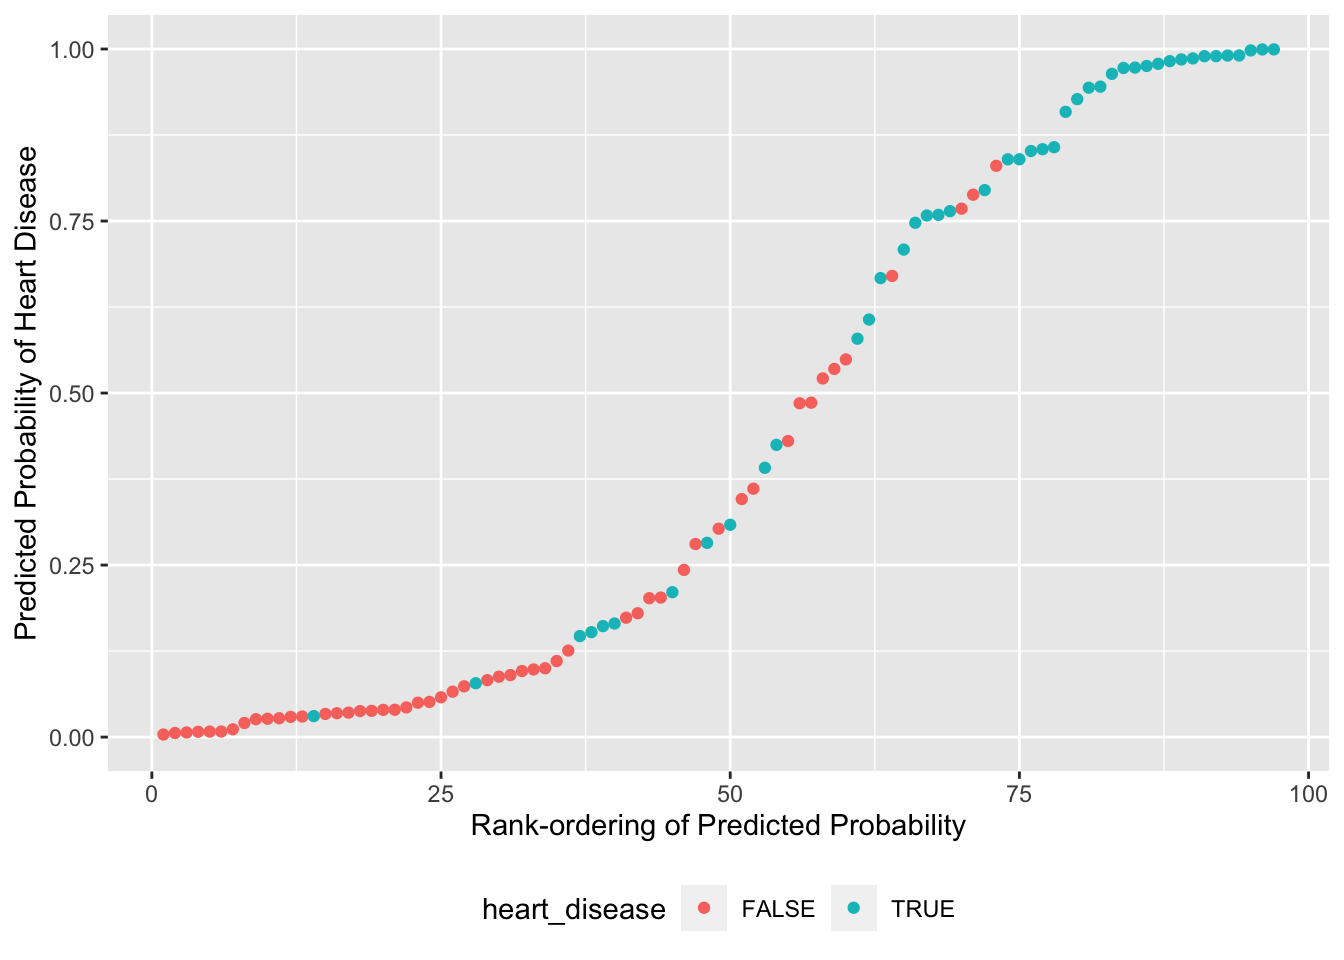 1.00
0.75
0.50
0.25
0.00
Predicted Probability of Heart Disease
0 25 50 75 100
Rank-ordering of Predicted Probability
heart_disease FALSE TRUE